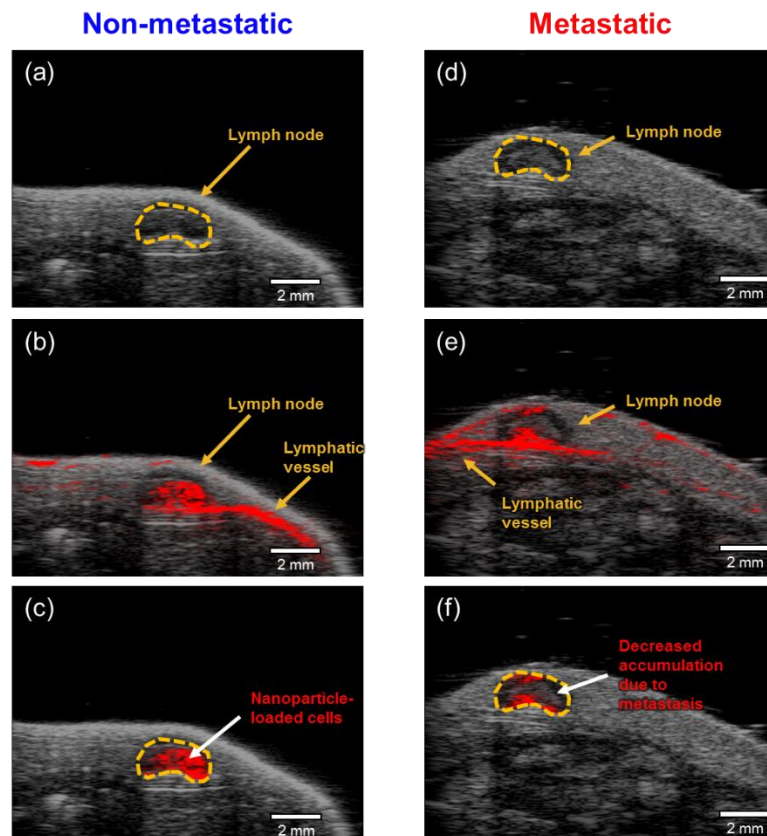 Non-metastatic
Metastatic
(a)
Lymph node
2 mm
(d)
Lymph node
2 mm
(b)
Lymph node
Lymphatic
vessel
2 mm
(e)
Lymph node
Lymphatic
vessel
2 mm
(c)
Nanoparticle-
loaded cells
2 mm
(f)
Decreased
accumulation
due to
metastasis
2 mm